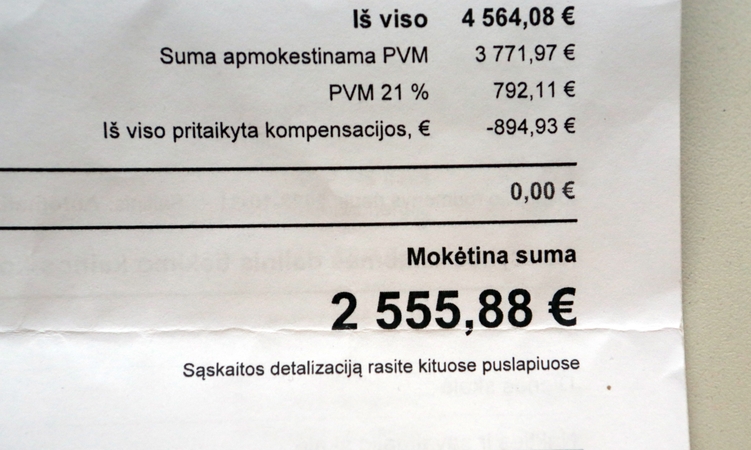 Iš viso 4 564,08 €
Suma apmokestinama PVM 3 771,97 €
PVM 21 % 792,11 €
Iš viso pritaikyta kompensacijos, € -894,93 €
0,00 €
Mokėtina suma
2 555,88 €
Sąskaitos detalizaciją rasite kituose puslapiuose